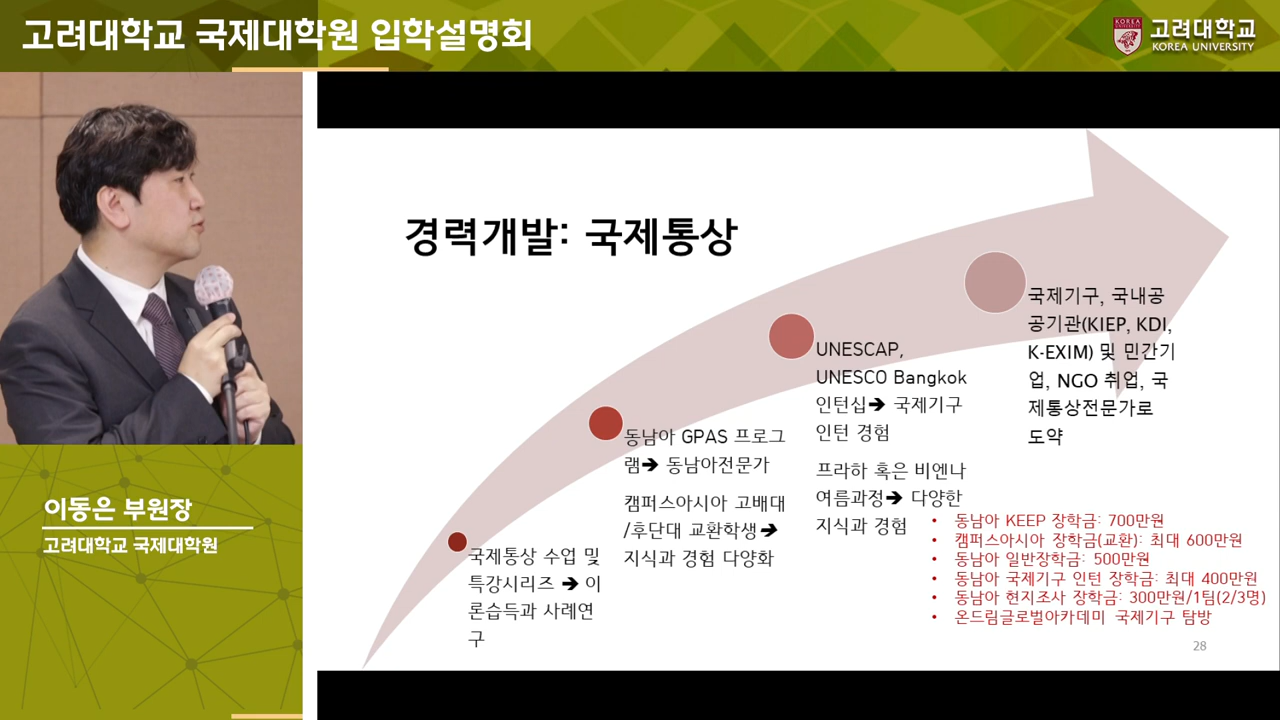 고려대학교 국제대학원 입학설명회
KOREA UNIVERSITY
고려대학교
KOREA UNIVERSITY
이동은 부원장
고려대학교 국제대학원
경력개발: 국제통상
국제통상 수업 및
특강시리즈 ➔ 이
론습득과 사례연
구
동남아 GPAS 프로그
램➔ 동남아전문가
캠퍼스아시아 고배대
/후단대 교환학생➔
지식과 경험 다양화
UNESCAP,
UNESCO Bangkok
인턴십➔ 국제기구
인턴 경험
프라하 혹은 비엔나
여름과정➔ 다양한
지식과 경험
국제기구, 국내공
공기관(KIEP, KDI,
K-EXIM) 및 민간기
업, NGO 취업, 국
제통상전문가로
도약
• 동남아 KEEP 장학금: 700만원
• 캠퍼스아시아 장학금(교환): 최대 600만원
• 동남아 일반장학금: 500만원
• 동남아 국제기구 인턴 장학금: 최대 400만원
• 동남아 현지조사 장학금: 300만원/1팀(2/3명)
• 온드림글로벌아카데미 국제기구 탐방
28